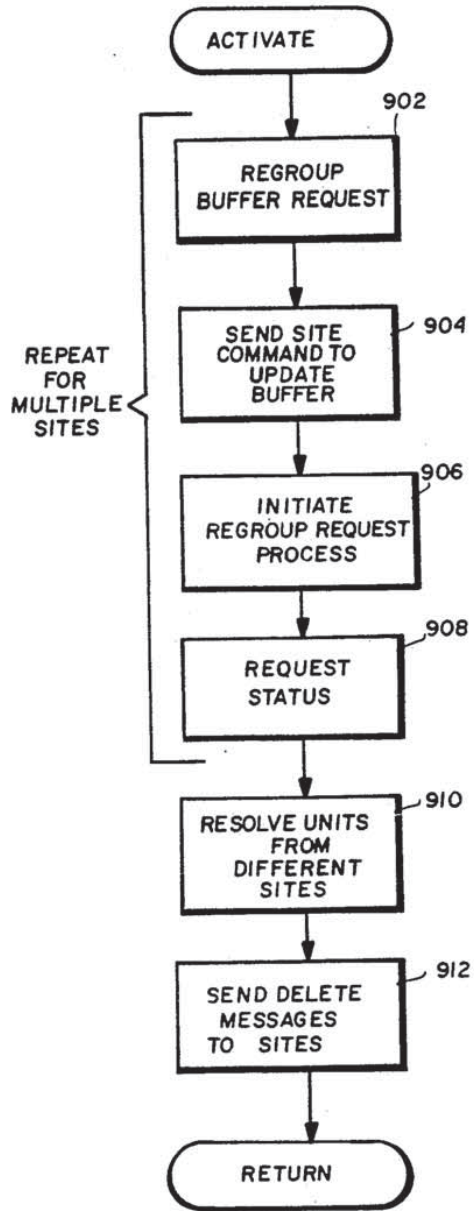 ACTIVATE
902
REGROUP
BUFFER REQUEST
904
SEND SITE
COMMAND TO
UPDATE
BUFFER
REPEAT
FOR
MULTIPLE
SITES
906
INITIATE
REGROUP REQUEST
PROCESS
908
REQUEST
STATUS
910
RESOLVE UNITS
FROM
DIFFERENT
SITES
912
SEND DELETE
MESSAGES
TO SITES
RETURN